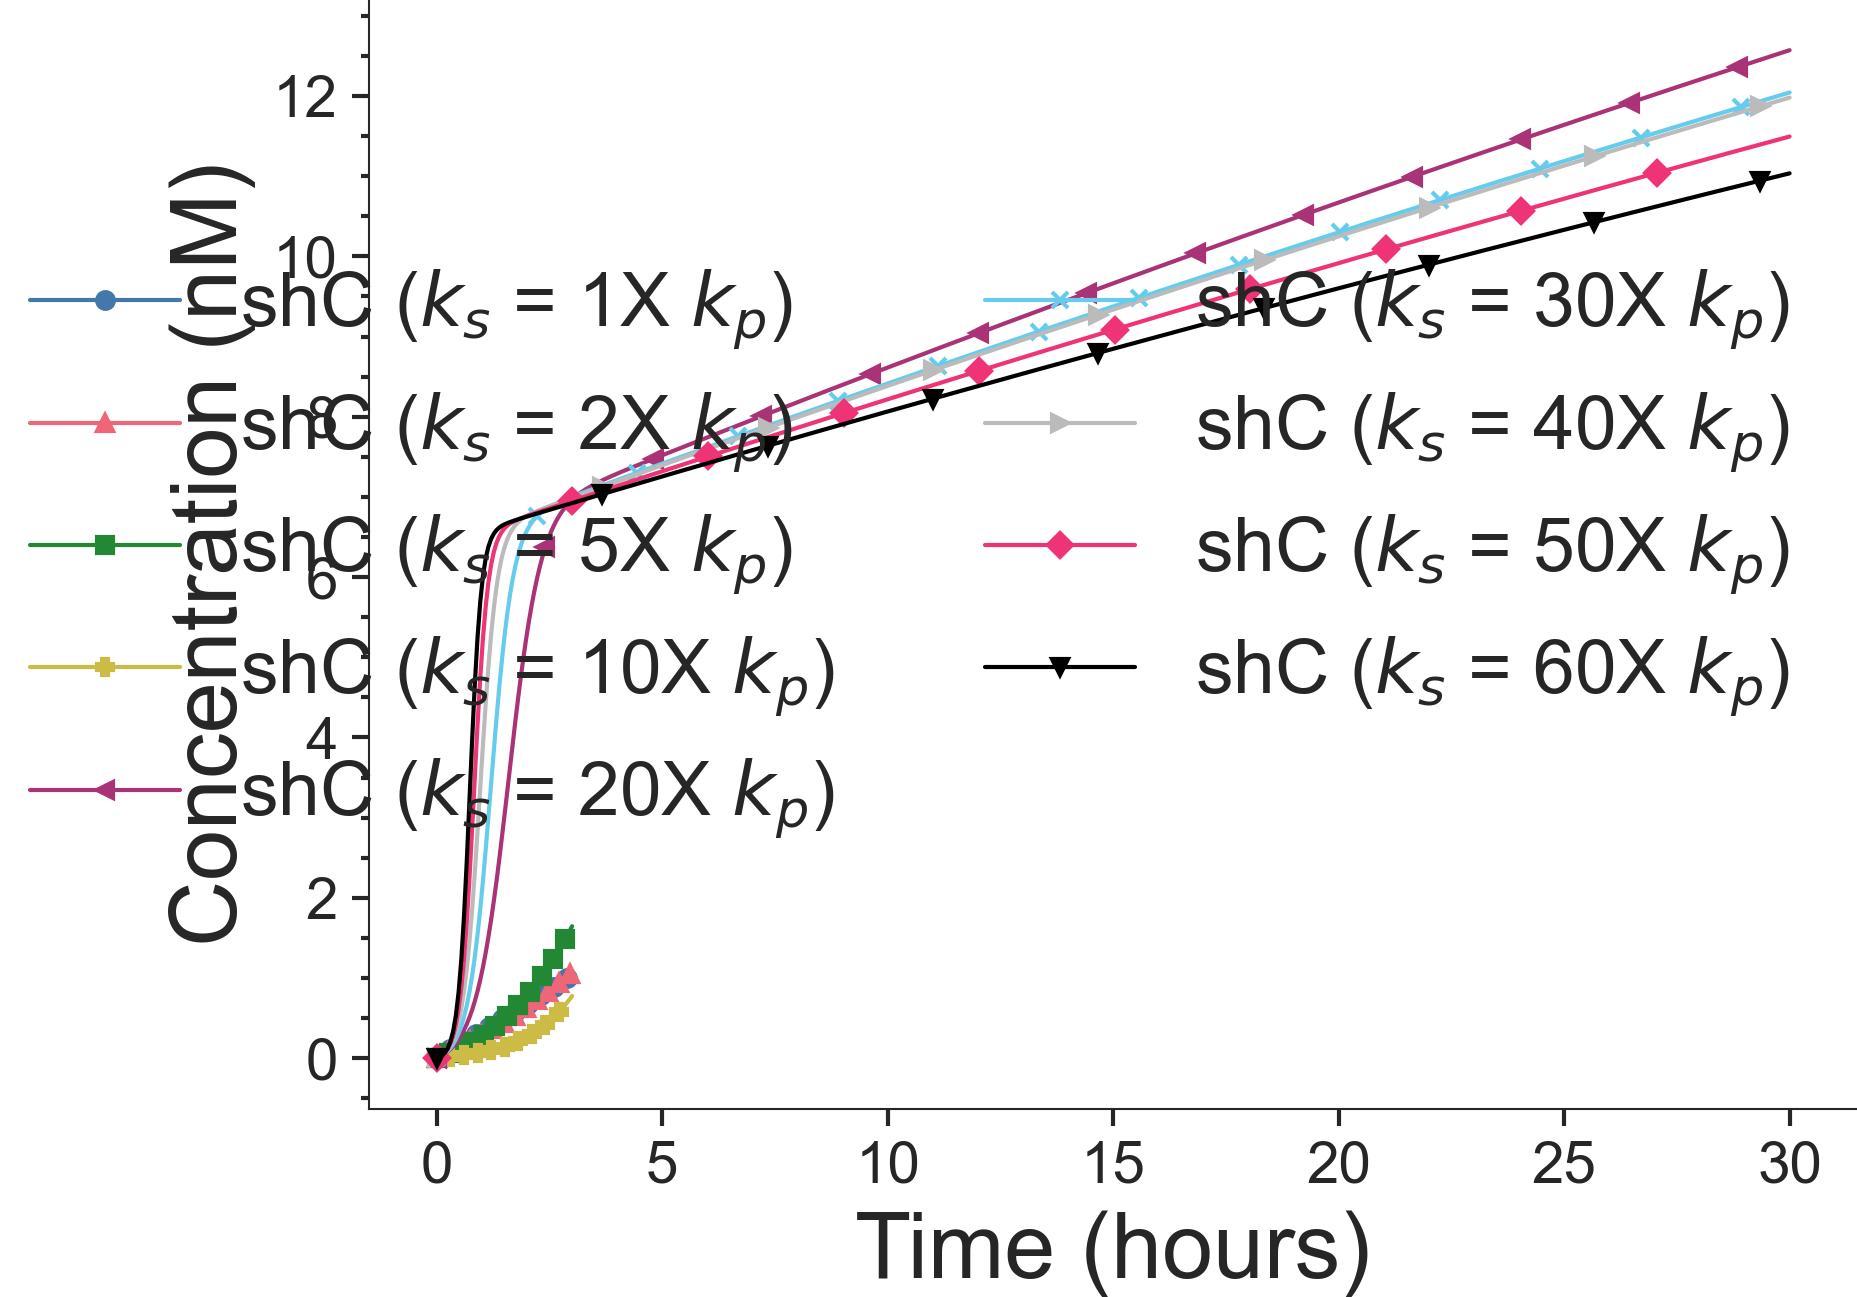 Concentration (nM)
12
10
8
6
4
2
0
shC (kₛ = 1X kₚ)
shC (kₛ = 2X kₚ)
shC (kₛ = 5X kₚ)
shC (kₛ = 10X kₚ)
shC (kₛ = 20X kₚ)
shC (kₛ = 30X kₚ)
shC (kₛ = 40X kₚ)
shC (kₛ = 50X kₚ)
shC (kₛ = 60X kₚ)
0 5 10 15 20 25 30
Time (hours)